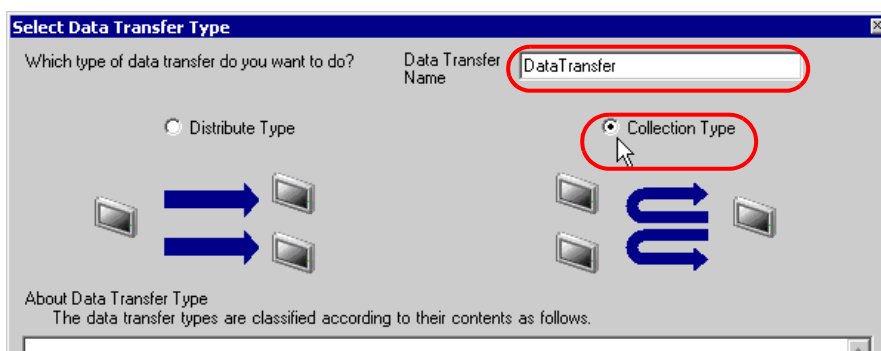 Select Data Transfer Type
Which type of data transfer do you want to do?
Data Transfer
Name
DataTransfer
Distribute Type
Collection Type
About Data Transfer Type
The data transfer types are classified according to their contents as follows.